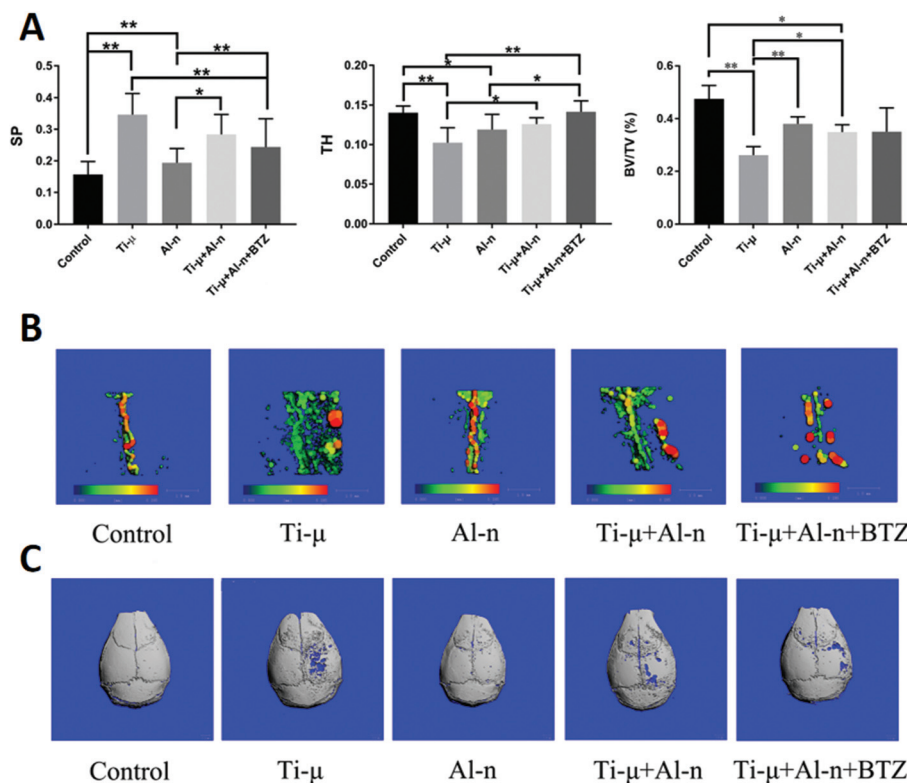 A
** ** ** ** *
0.5
0.4
0.3
0.2
0.1
0.0
SP
Control
Ti-μ
Al-n
Ti-μ+Al-n
Ti-μ+Al-n+BTZ
** * ** * *
0.20
0.15
0.10
0.05
0.00
TH
Control
Ti-μ
Al-n
Ti-μ+Al-n
Ti-μ+Al-n+BTZ
* * ** **
0.6
0.4
0.2
0.0
BV/TV (%)
Control
Ti-μ
Al-n
Ti-μ+Al-n
Ti-μ+Al-n+BTZ
B
Control Ti-μ Al-n Ti-μ+Al-n Ti-μ+Al-n+BTZ
C
Control Ti-μ Al-n Ti-μ+Al-n Ti-μ+Al-n+BTZ